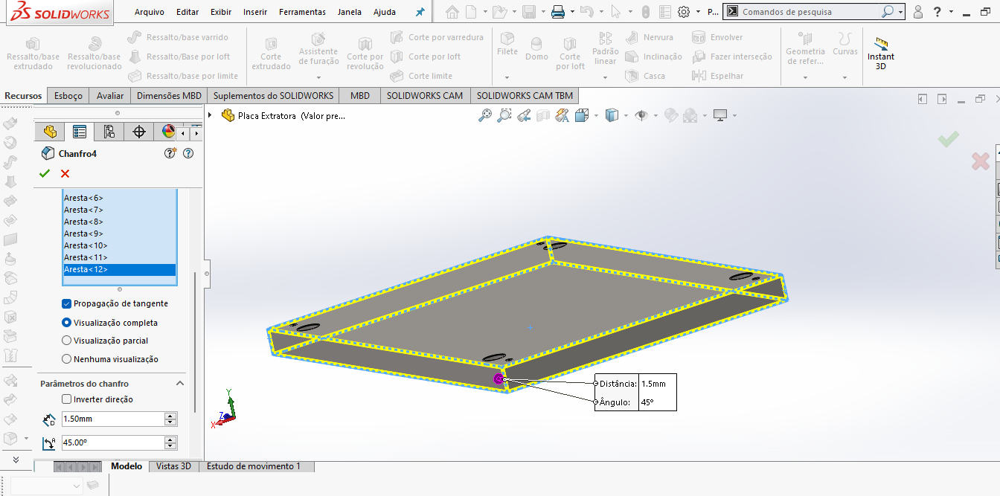 SOLIDWORKS
Arquivo Editar Exibir Inserir Ferramentas Janela Ajuda
P... Comandos de pesquisa
Ressalto/base extrudado
Ressalto/base revolucionado
Ressalto/base varrido
Ressalto/Base por loft
Ressalto/base por limite
Corte extrudado
Assistente de furação
Corte por revolução
Corte por varredura
Corte por loft
Corte limite
Filete
Domo
Corte por loft
Padrão linear
Nervura
Inclinação
Casca
Envolver
Fazer interseção
Espelhar
Geometria de refer...
Curvas
Instant 3D
Recursos Esboço Avaliar Dimensões MBD Suplementos do SOLIDWORKS MBD SOLIDWORKS CAM SOLIDWORKS CAM TBM
Placa Extratora (Valor pre...
Chanfro4
Aresta<6>
Aresta<7>
Aresta<8>
Aresta<9>
Aresta<10>
Aresta<11>
Aresta<12>
Propagação de tangente
Visualização completa
Visualização parcial
Nenhuma visualização
Parâmetros do chanfro
Inverter direção
1.50mm
45.00°
Distância: 1.5mm
Ângulo: 45°
Y
Z
X
Modelo Vistas 3D Estudo de movimento 1